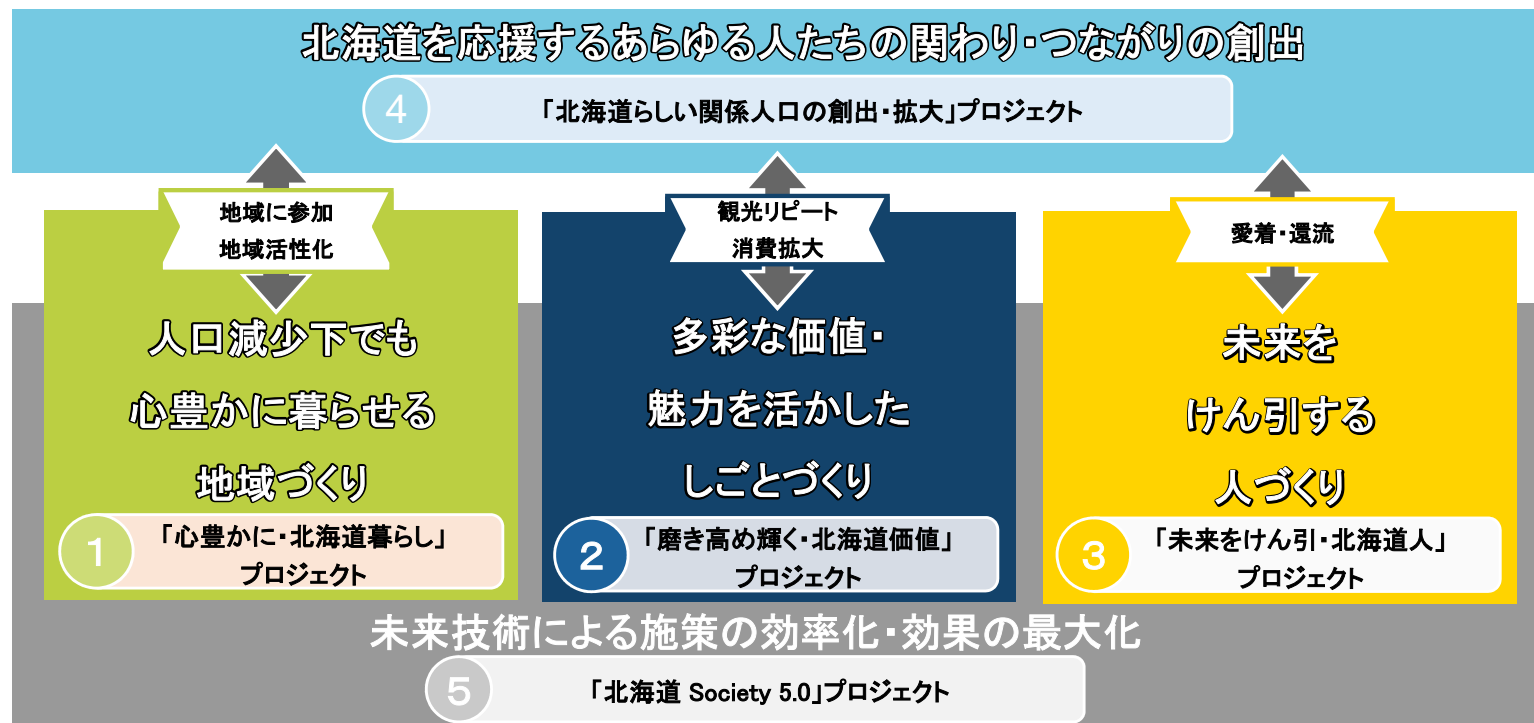 北海道を応援するあらゆる人たちの関わり・つながりの創出
4
「北海道らしい関係人口の創出・拡大」プロジェクト
地域に参加
地域活性化
人口減少下でも
心豊かに暮らせる
地域づくり
1
「心豊かに・北海道暮らし」
プロジェクト
観光リピート
消費拡大
多彩な価値・
魅力を活かした
しごとづくり
2
「磨き高め輝く・北海道価値」
プロジェクト
愛着・還流
未来を
けん引する
人づくり
3
「未来をけん引・北海道人」
プロジェクト
未来技術による施策の効率化・効果の最大化
5
「北海道 Society 5.0」プロジェクト